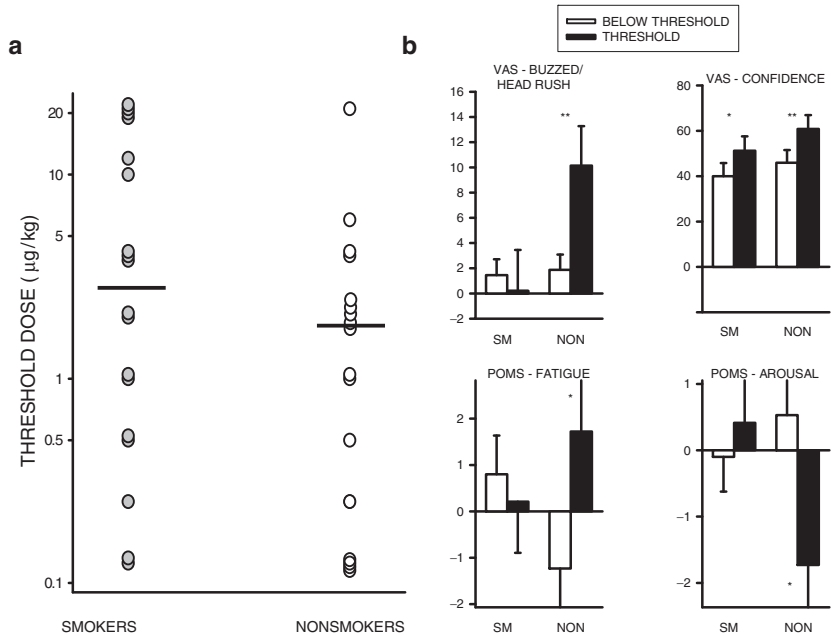 a
THRESHOLD DOSE ( μg/kg)
20
10
5
1
0.5
0.1
SMOKERS
NONSMOKERS
b
BELOW THRESHOLD
THRESHOLD
VAS - BUZZED/
HEAD RUSH
16
14
12
10
8
6
4
2
0
−2
**
SM
NON
VAS - CONFIDENCE
80
60
40
20
0
*
**
SM
NON
POMS - FATIGUE
2
1
0
−1
−2
*
SM
NON
POMS - AROUSAL
1
0
−1
−2
*
SM
NON